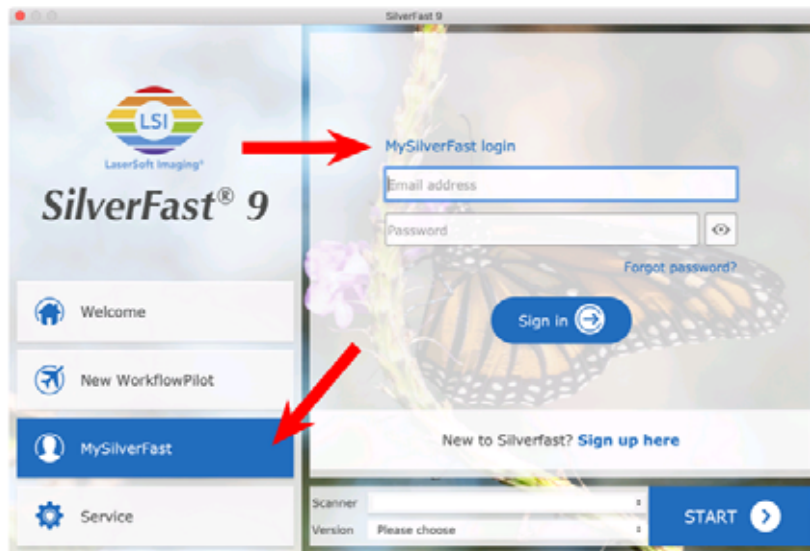 SilverFast 9
LSI
LaserSoft Imaging®
SilverFast® 9
Welcome
New WorkflowPilot
MySilverFast
Service
MySilverFast login
Email address
Password
Forgot password?
Sign in
New to Silverfast? Sign up here
Scanner
Version Please choose
START